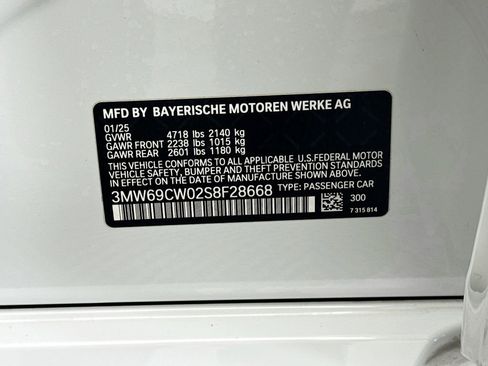 MFD BY BAYERISCHE MOTOREN WERKE AG
01/25
GVWR 4718 lbs 2140 kg
GAWR FRONT 2238 lbs 1015 kg
GAWR REAR 2601 lbs 1180 kg
THIS VEHICLE CONFORMS TO ALL APPLICABLE U.S.FEDERAL MOTOR
VEHICLE SAFETY, BUMPER AND THEFT PREVENTION STANDARDS
IN EFFECT ON THE DATE OF MANUFACTURE SHOWN ABOVE.
3MW69CW02S8F28668 TYPE: PASSENGER CAR
300
7 315 814